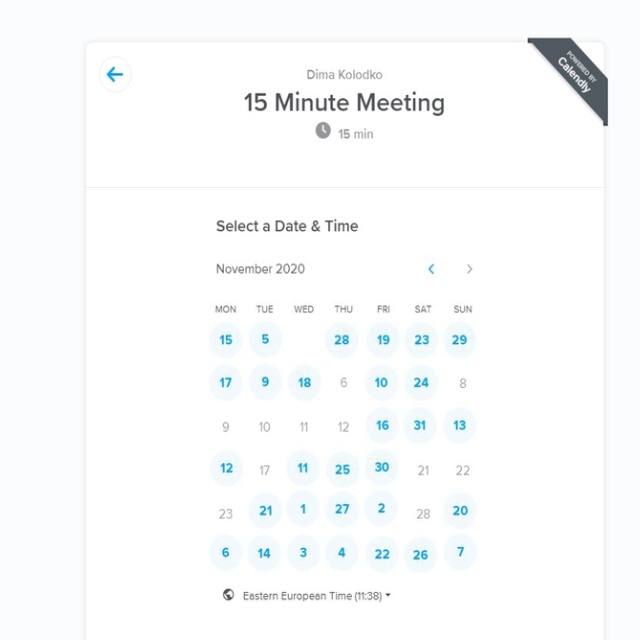 POWERED BY
Calendly
Dima Kolodko
15 Minute Meeting
15 min
Select a Date & Time
November 2020
MON TUE WED THU FRI SAT SUN
15 5 28 19 23 29
17 9 18 6 10 24 8
9 10 11 12 16 31 13
12 17 11 25 30 21 22
23 21 1 27 2 28 20
6 14 3 4 22 26 7
Eastern European Time (11:38)